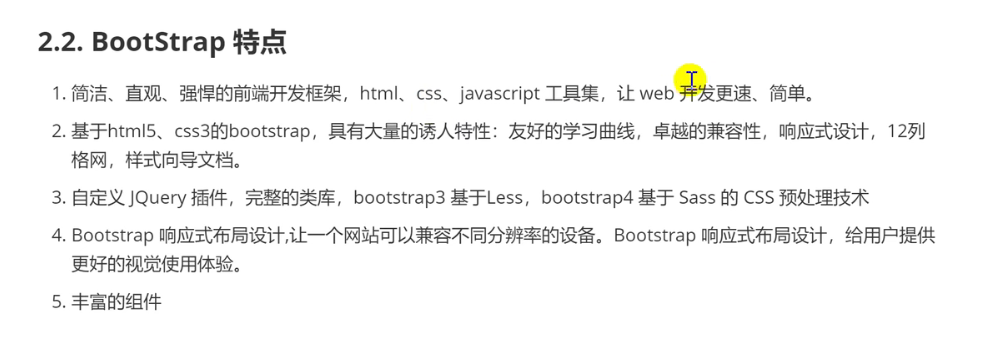 2.2. BootStrap 特点
1. 简洁、直观、强悍的前端开发框架，html、css、javascript 工具集，让 web 开发更速、简单。
2. 基于html5、css3的bootstrap，具有大量的诱人特性：友好的学习曲线，卓越的兼容性，响应式设计，12列
格网，样式向导文档。
3. 自定义 JQuery 插件，完整的类库，bootstrap3 基于Less，bootstrap4 基于 Sass 的 CSS 预处理技术
4. Bootstrap 响应式布局设计,让一个网站可以兼容不同分辨率的设备。Bootstrap 响应式布局设计，给用户提供
更好的视觉使用体验。
5. 丰富的组件